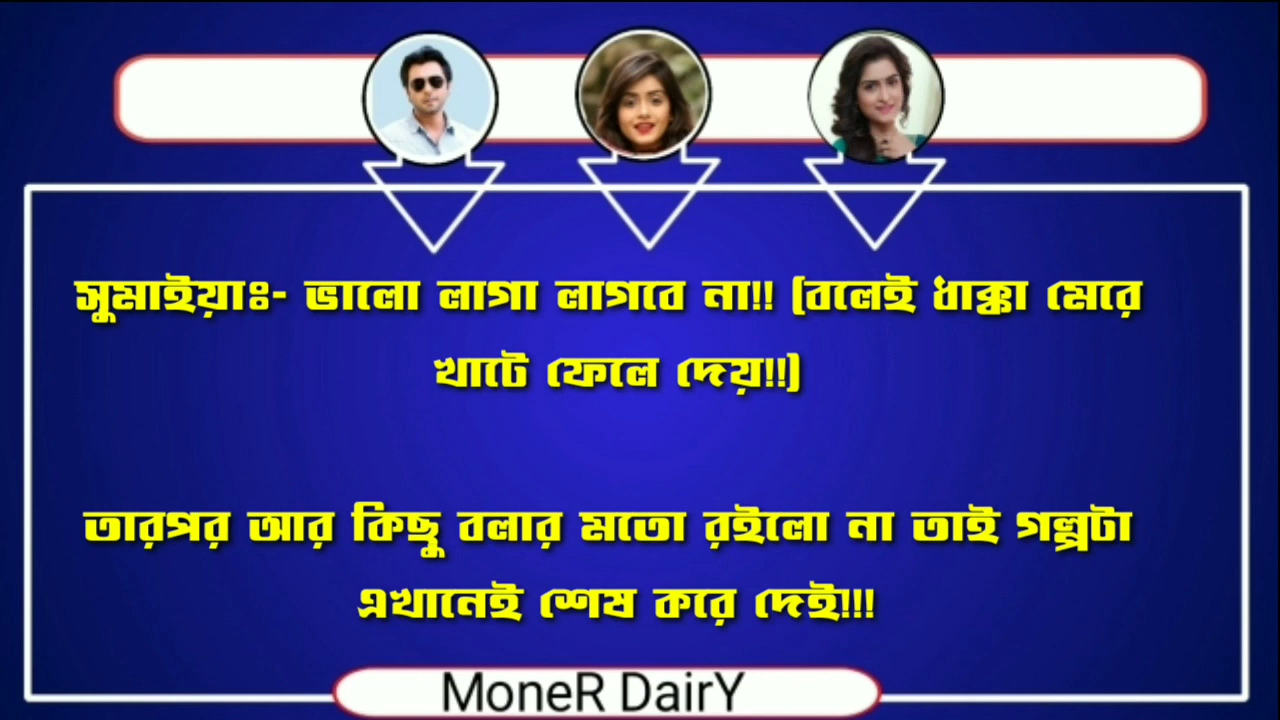 সুমাইয়াঃ- ভালো লাগা লাগবে না!! (বলেই ধাক্কা মেরে
খাটে ফেলে দেয়!!)
তারপর আর কিছু বলার মতো রইলো না তাই গল্পটা
এখানেই শেষ করে দেই!!!
MoneR DairY